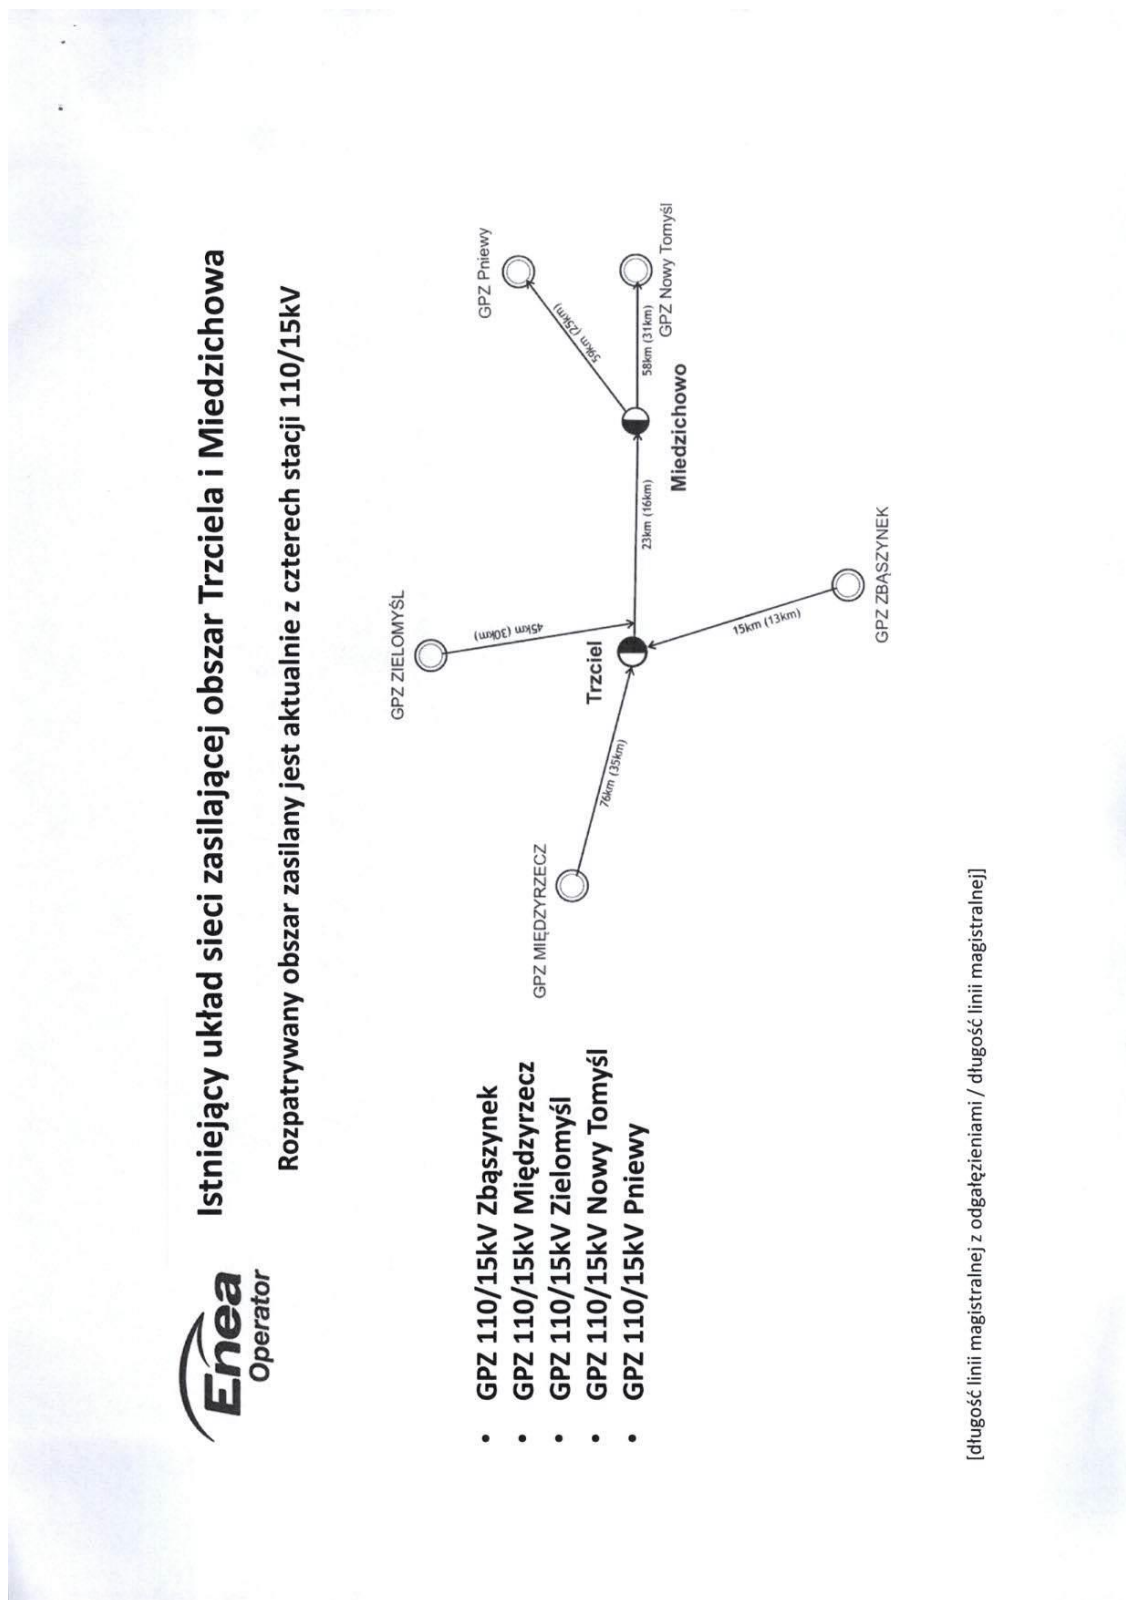 Enea
Operator
Istniejący układ sieci zasilającej obszar Trzciela i Miedzichowa
Rozpatrywany obszar zasilany jest aktualnie z czterech stacji 110/15kV
• GPZ 110/15kV Zbąszynek
• GPZ 110/15kV Międzyrzecz
• GPZ 110/15kV Zielomyśl
• GPZ 110/15kV Nowy Tomyśl
• GPZ 110/15kV Pniewy
GPZ ZIELOMYŚL
45km (30km)
GPZ Pniewy
59km (25km)
GPZ MIĘDZYRZECZ
76km (35km)
Trzciel
23km (16km)
58km (31km)
GPZ Nowy Tomyśl
Miedzichowo
15km (13km)
GPZ ZBĄSZYNEK
[długość linii magistralnej z odgałęzieniami / długość linii magistralnej]